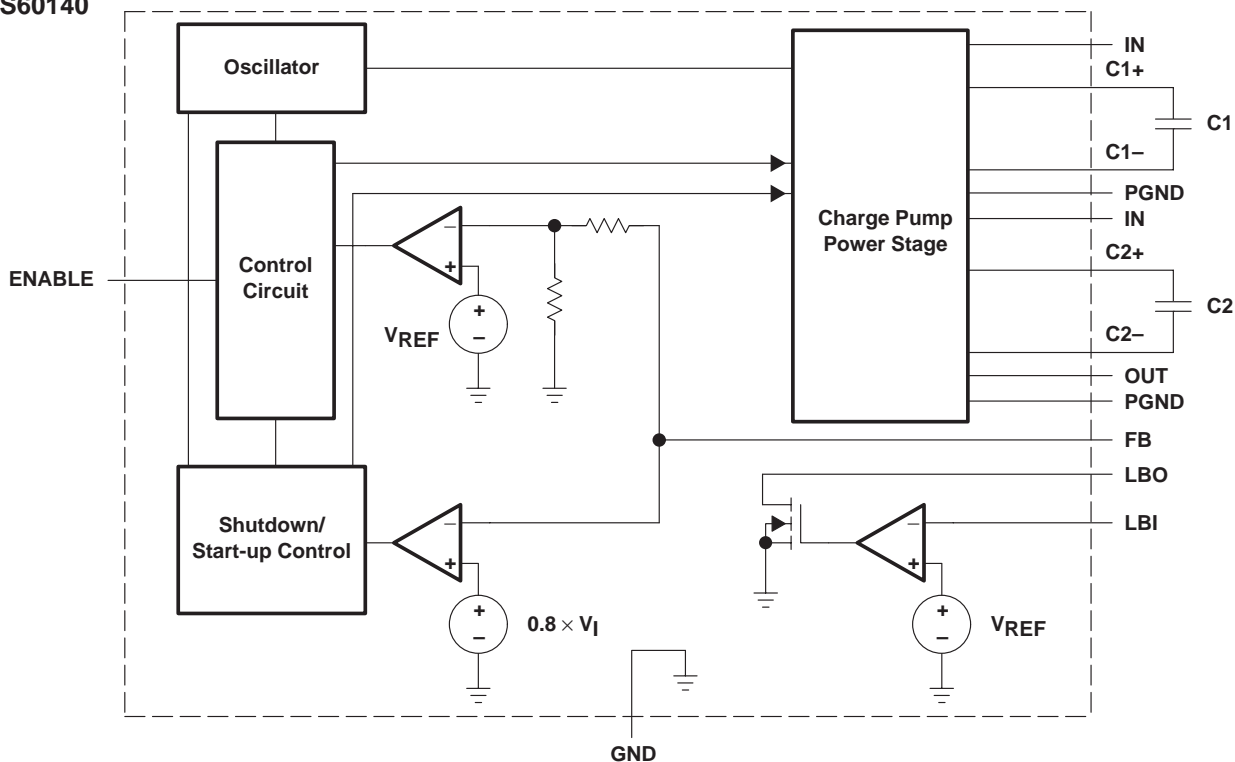 S60140
Oscillator
IN
C1+
C1
C1–
PGND
IN
Charge Pump
Power Stage
–
+
Control
Circuit
ENABLE
C2+
C2
C2–
+
–
VREF
OUT
PGND
FB
LBO
LBI
Shutdown/
Start-up Control
–
+
–
+
+
–
0.8 × VI
+
–
VREF
GND